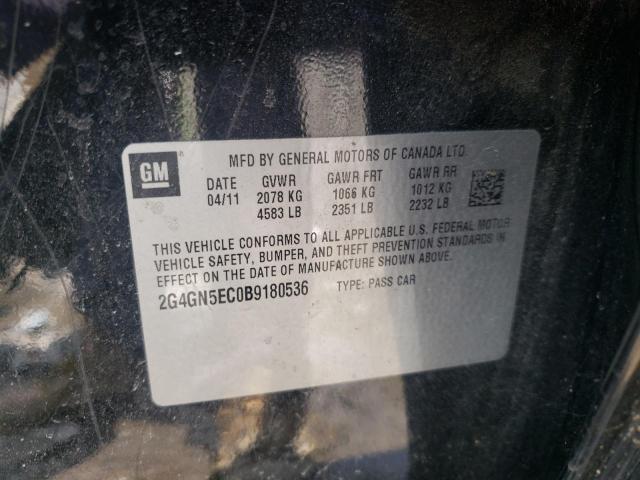 GM
MFD BY GENERAL MOTORS OF CANADA LTD.
DATE GVWR GAWR FRT GAWR RR
04/11 2078 KG 1066 KG 1012 KG
4583 LB 2351 LB 2232 LB
THIS VEHICLE CONFORMS TO ALL APPLICABLE U.S. FEDERAL MOTOR
VEHICLE SAFETY, BUMPER, AND THEFT PREVENTION STANDARDS IN
EFFECT ON THE DATE OF MANUFACTURE SHOWN ABOVE.
2G4GN5EC0B9180536 TYPE: PASS CAR